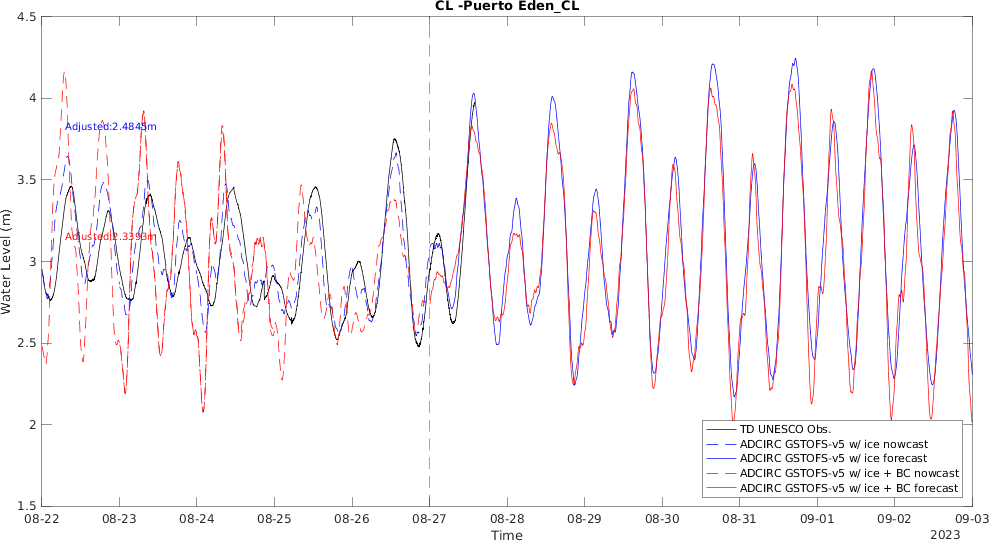 CL -Puerto Eden_CL
4.5
4
3.5
3
2.5
2
1.5
Water Level (m)
Adjusted:2.4845m
Adjusted:2.3393m
TD UNESCO Obs.
ADCIRC GSTOFS-v5 w/ ice nowcast
ADCIRC GSTOFS-v5 w/ ice forecast
ADCIRC GSTOFS-v5 w/ ice + BC nowcast
ADCIRC GSTOFS-v5 w/ ice + BC forecast
08-22 08-23 08-24 08-25 08-26 08-27 08-28 08-29 08-30 08-31 09-01 09-02 09-03
Time
2023